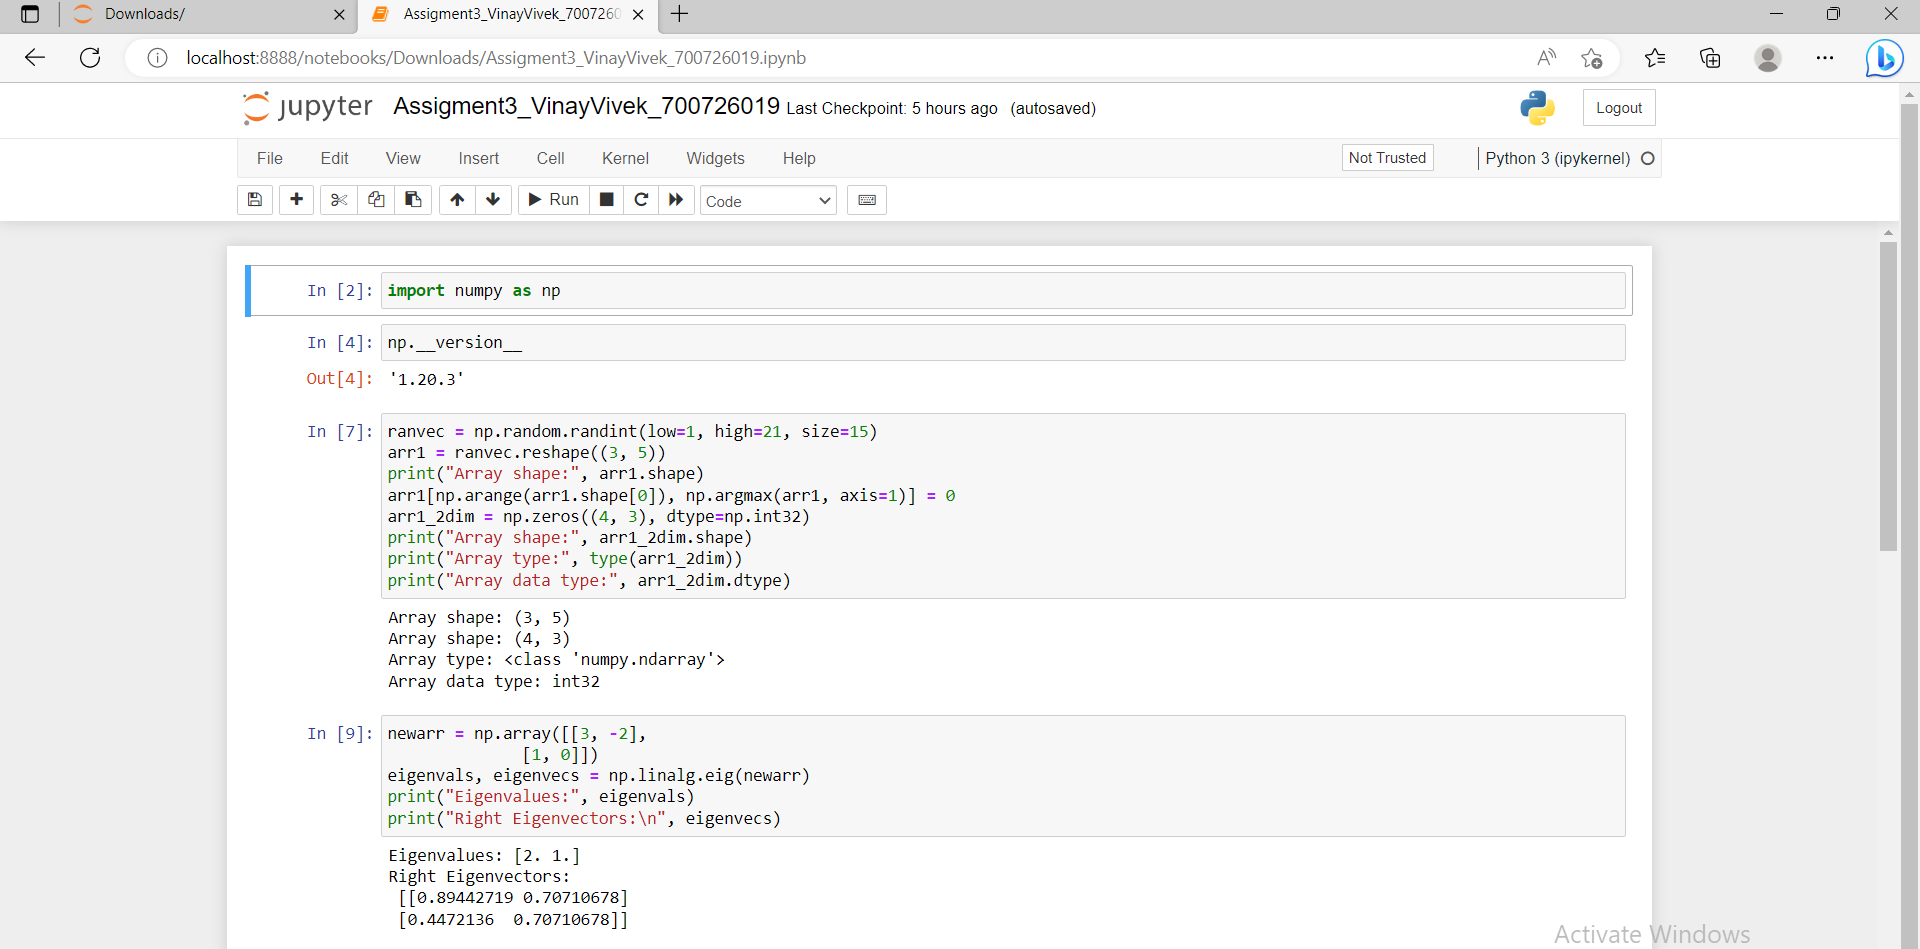 Downloads/
Assigment3_VinayVivek_7007260
localhost:8888/notebooks/Downloads/Assigment3_VinayVivek_700726019.ipynb
jupyter Assigment3_VinayVivek_700726019 Last Checkpoint: 5 hours ago (autosaved)
Logout
File Edit View Insert Cell Kernel Widgets Help
Not Trusted
Python 3 (ipykernel)
Run
Code
In [2]: import numpy as np
In [4]: np.__version__
Out[4]: '1.20.3'
In [7]: ranvec = np.random.randint(low=1, high=21, size=15)
arr1 = ranvec.reshape((3, 5))
print("Array shape:", arr1.shape)
arr1[np.arange(arr1.shape[0]), np.argmax(arr1, axis=1)] = 0
arr1_2dim = np.zeros((4, 3), dtype=np.int32)
print("Array shape:", arr1_2dim.shape)
print("Array type:", type(arr1_2dim))
print("Array data type:", arr1_2dim.dtype)
Array shape: (3, 5)
Array shape: (4, 3)
Array type: <class 'numpy.ndarray'>
Array data type: int32
In [9]: newarr = np.array([[3, -2],
[1, 0]])
eigenvals, eigenvecs = np.linalg.eig(newarr)
print("Eigenvalues:", eigenvals)
print("Right Eigenvectors:\n", eigenvecs)
Eigenvalues: [2. 1.]
Right Eigenvectors:
[[0.89442719 0.70710678]
[0.4472136  0.70710678]]
Activate Windows